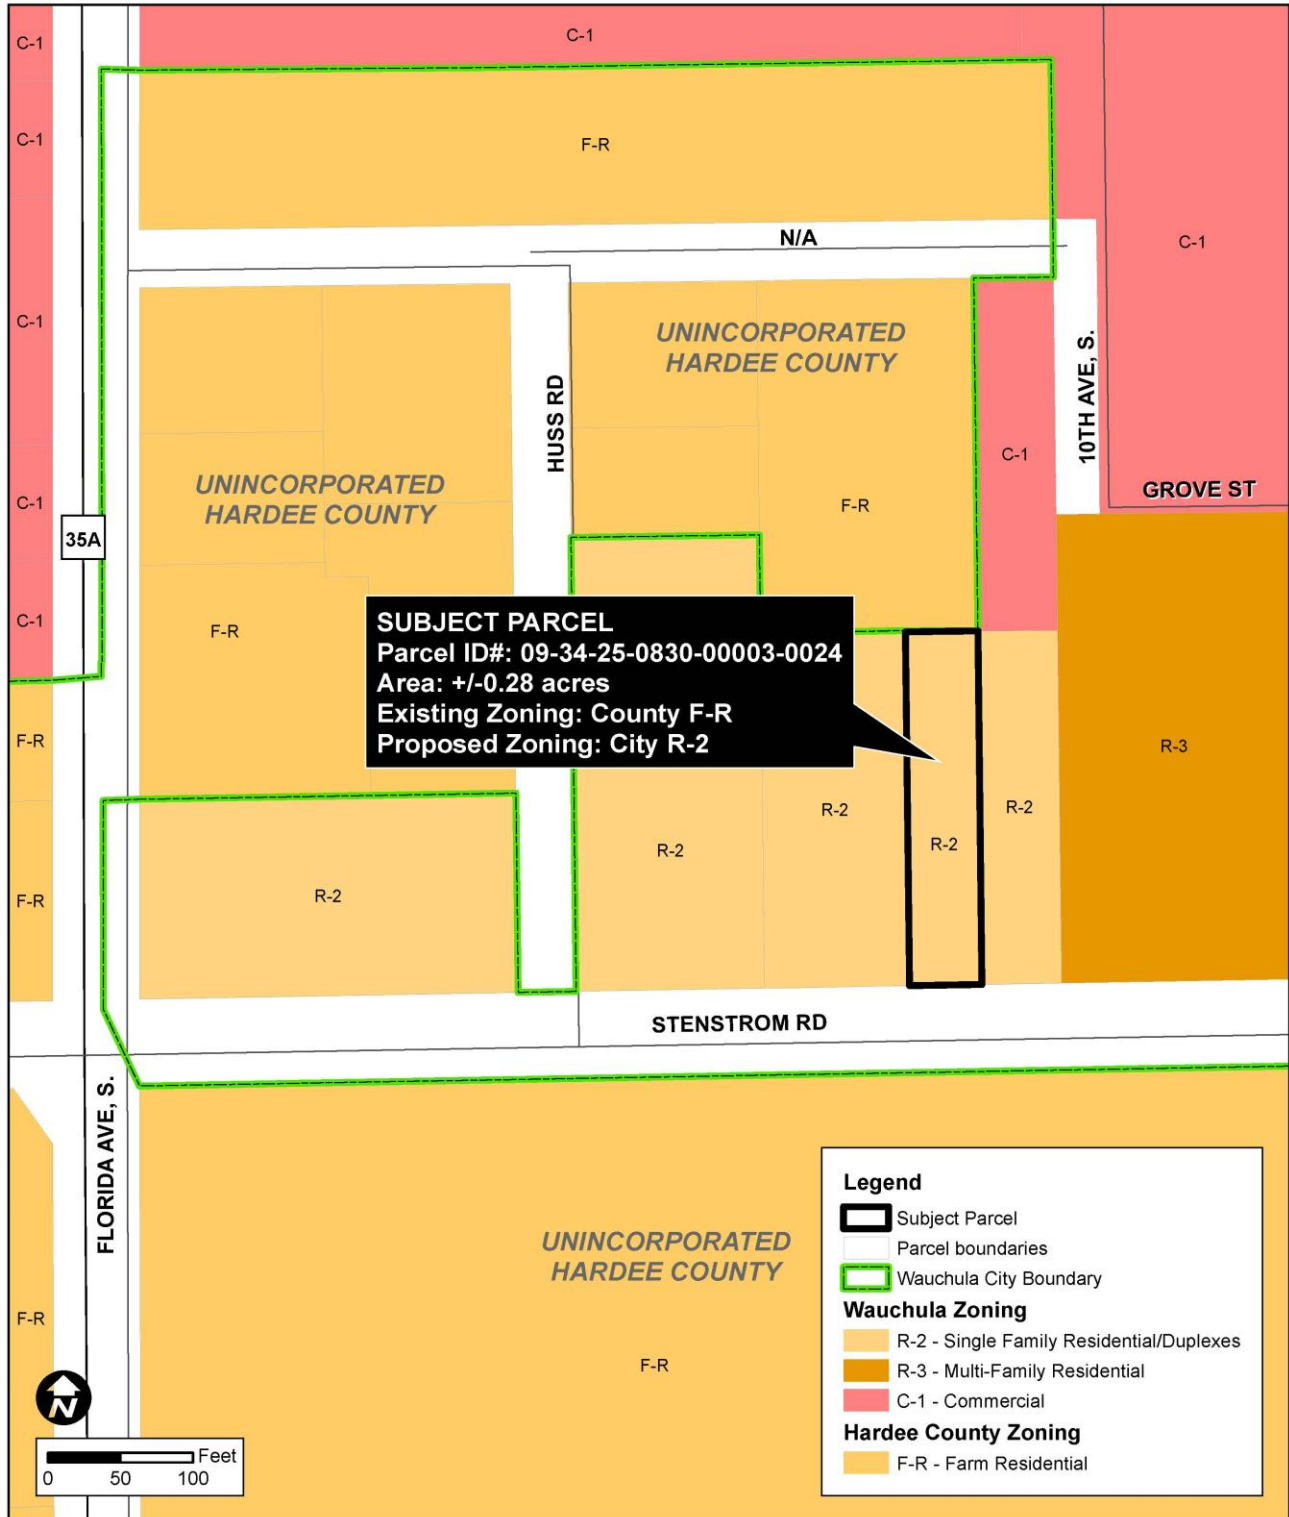 C-1
C-1
C-1
F-R
N/A
C-1
C-1
UNINCORPORATED
HARDEE COUNTY
10TH AVE, S.
HUSS RD
C-1
UNINCORPORATED
HARDEE COUNTY
C-1
F-R
GROVE ST
35A
C-1
F-R
SUBJECT PARCEL
Parcel ID#: 09-34-25-0830-00003-0024
Area: +/-0.28 acres
Existing Zoning: County F-R
Proposed Zoning: City R-2
F-R
R-3
R-2
R-2
R-2
R-2
R-2
F-R
STENSTROM RD
FLORIDA AVE, S.
UNINCORPORATED
HARDEE COUNTY
F-R
F-R
Legend
Subject Parcel
Parcel boundaries
Wauchula City Boundary
Wauchula Zoning
R-2 - Single Family Residential/Duplexes
R-3 - Multi-Family Residential
C-1 - Commercial
Hardee County Zoning
F-R - Farm Residential
N
Feet
0 50 100